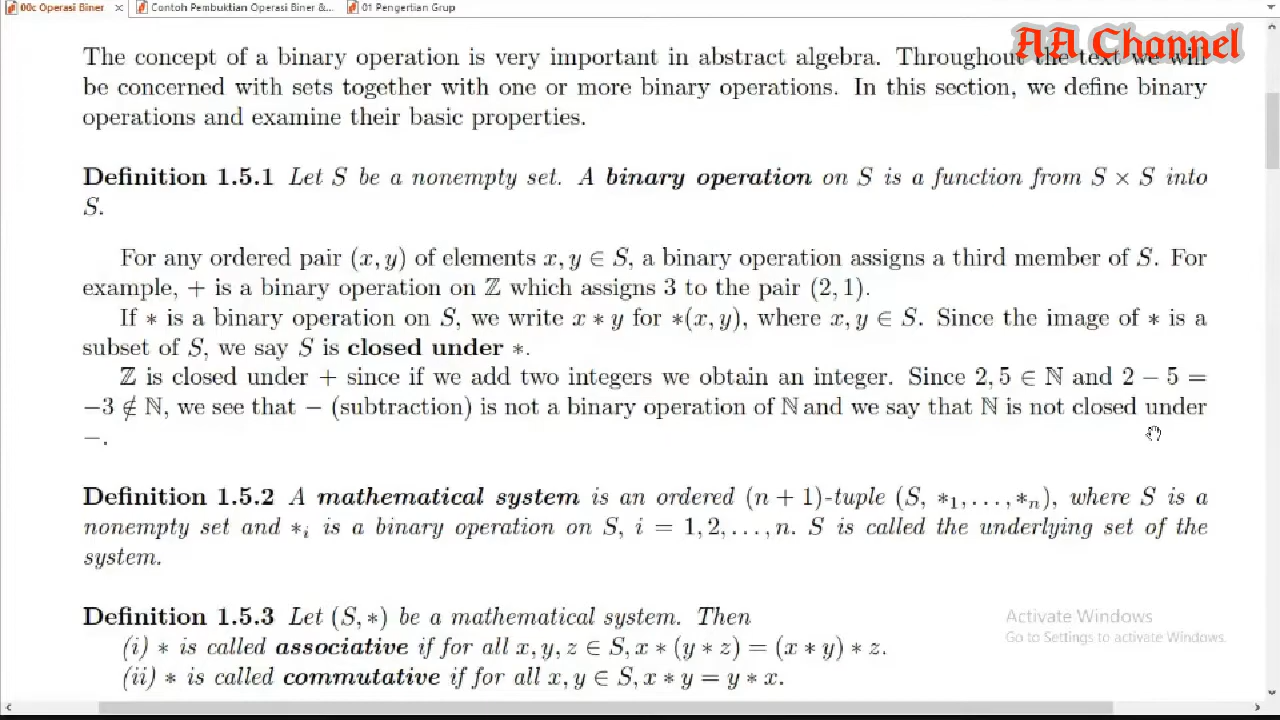 00c Operasi Biner
Contoh Pembuktian Operasi Biner &...
01 Pengertian Grup
AA Channel
The concept of a binary operation is very important in abstract algebra. Throughout the text we will
be concerned with sets together with one or more binary operations. In this section, we define binary
operations and examine their basic properties.
Definition 1.5.1 Let S be a nonempty set. A binary operation on S is a function from S × S into
S.
For any ordered pair (x, y) of elements x, y ∈ S, a binary operation assigns a third member of S. For
example, + is a binary operation on ℤ which assigns 3 to the pair (2, 1).
If ∗ is a binary operation on S, we write x ∗ y for ∗(x, y), where x, y ∈ S. Since the image of ∗ is a
subset of S, we say S is closed under ∗.
ℤ is closed under + since if we add two integers we obtain an integer. Since 2, 5 ∈ ℕ and 2 − 5 =
−3 ∉ ℕ, we see that − (subtraction) is not a binary operation of ℕ and we say that ℕ is not closed under
−.
Definition 1.5.2 A mathematical system is an ordered (n + 1)-tuple (S, ∗₁, . . . , ∗ₙ), where S is a
nonempty set and ∗ᵢ is a binary operation on S, i = 1, 2, . . . , n. S is called the underlying set of the
system.
Definition 1.5.3 Let (S, ∗) be a mathematical system. Then
(i) ∗ is called associative if for all x, y, z ∈ S, x ∗ (y ∗ z) = (x ∗ y) ∗ z.
(ii) ∗ is called commutative if for all x, y ∈ S, x ∗ y = y ∗ x.
Activate Windows
Go to Settings to activate Windows.